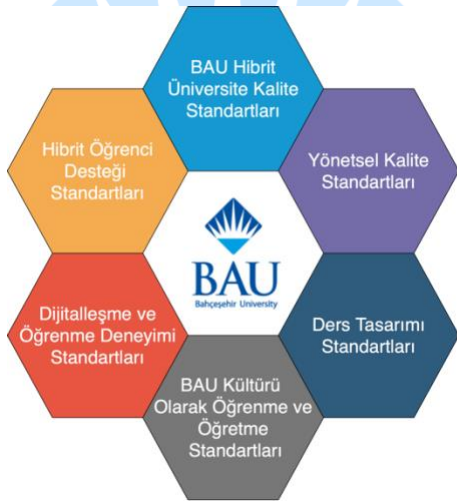 BAU Hibrit
Üniversite Kalite
Standartları
Hibrit Öğrenci
Desteği
Standartları
Yönetsel Kalite
Standartları
BAU
Bahçeşehir University
Dijitalleşme ve
Öğrenme Deneyimi
Standartları
Ders Tasarımı
Standartları
BAU Kültürü
Olarak Öğrenme ve
Öğretme
Standartları